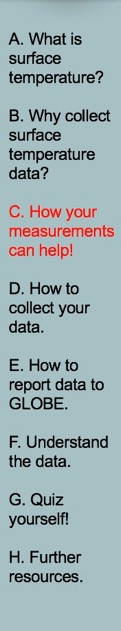 A. What is
surface
temperature?
B. Why collect
surface
temperature
data?
C. How your
measurements
can help!
D. How to
collect your
data.
E. How to
report data to
GLOBE.
F. Understand
the data.
G. Quiz
yourself!
H. Further
resources.